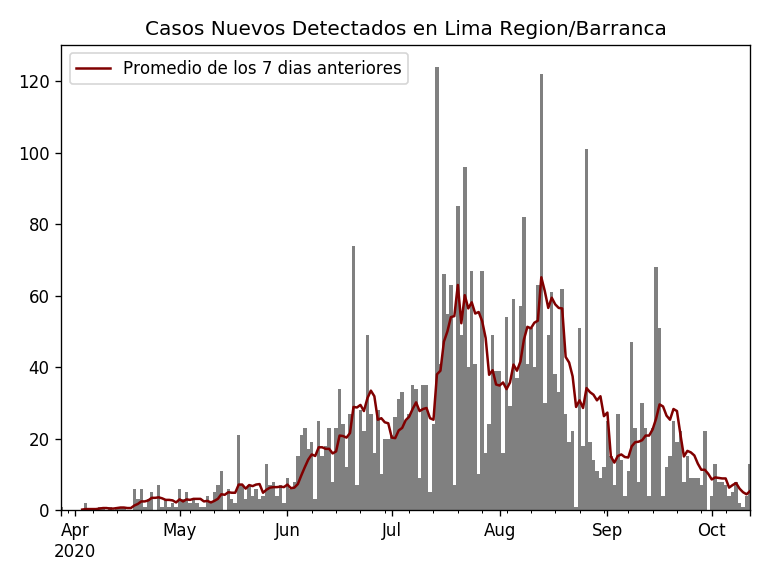 Casos Nuevos Detectados en Lima Region/Barranca
Promedio de los 7 dias anteriores
120
100
80
60
40
20
0
Apr May Jun Jul Aug Sep Oct
2020